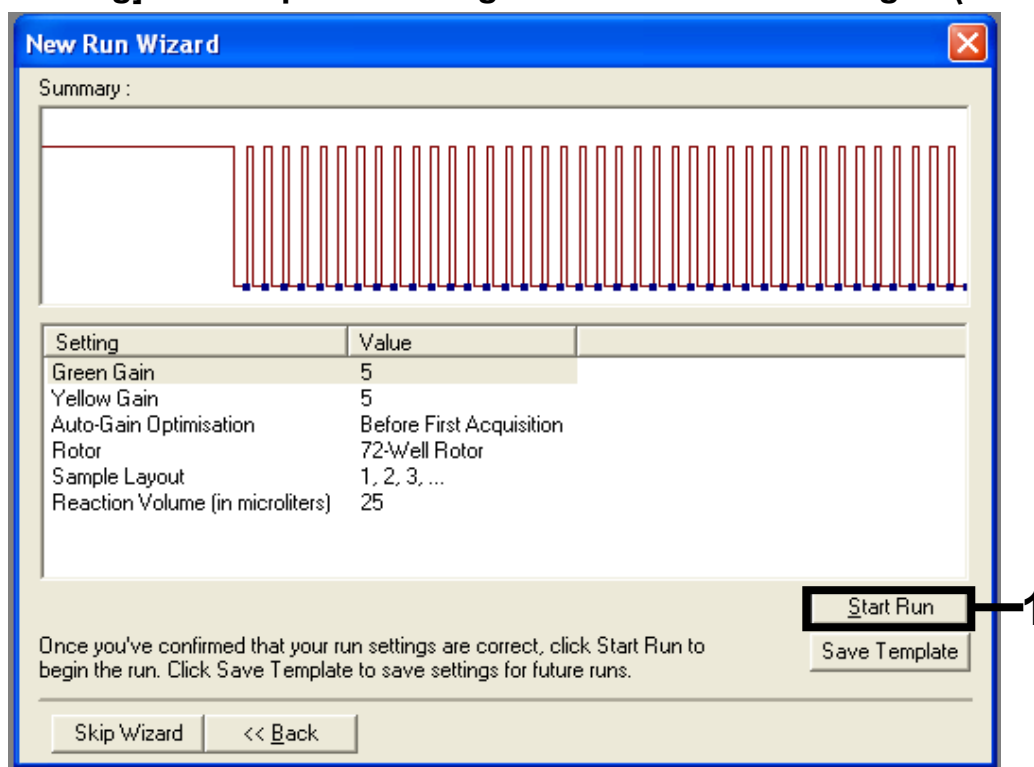 New Run Wizard
Summary :
Setting Value
Green Gain 5
Yellow Gain 5
Auto-Gain Optimisation Before First Acquisition
Rotor 72-Well Rotor
Sample Layout 1, 2, 3, ...
Reaction Volume (in microliters) 25
Start Run
1
Once you've confirmed that your run settings are correct, click Start Run to
begin the run. Click Save Template to save settings for future runs.
Save Template
Skip Wizard << Back